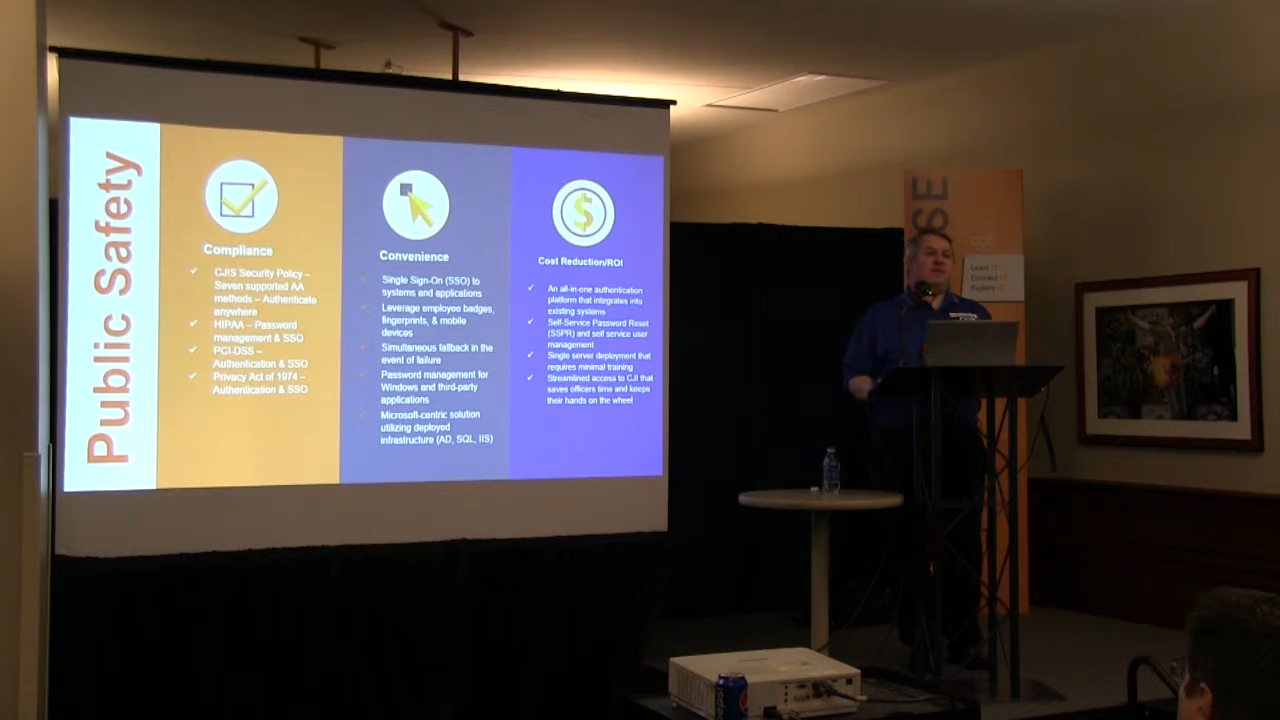 Public Safety
Compliance
CJIS Security Policy –
Seven supported AA
methods – Authenticate
anywhere
HIPAA – Password
management & SSO
PCI-DSS –
Authentication & SSO
Privacy Act of 1974 –
Authentication & SSO
Convenience
Single Sign-On (SSO) to
systems and applications
Leverage employee badges,
fingerprints, & mobile
devices
Simultaneous fallback in the
event of failure
Password management for
Windows and third-party
applications
Microsoft-centric solution
utilizing deployed
infrastructure (AD, SQL, IIS)
$
Cost Reduction/ROI
An all-in-one authentication
platform that integrates into
existing systems
Self-Service Password Reset
(SSPR) and self service user
management
Single server deployment that
requires minimal training
Streamlined access to CJI that
saves officers time and keeps
their hands on the wheel
Learn
Connect
Explore
pepsi